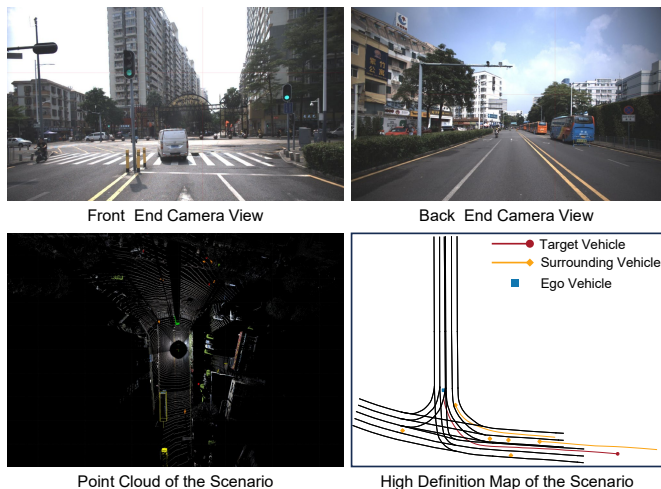 Front End Camera View
Back End Camera View
Target Vehicle
Surrounding Vehicle
Ego Vehicle
Point Cloud of the Scenario
High Definition Map of the Scenario